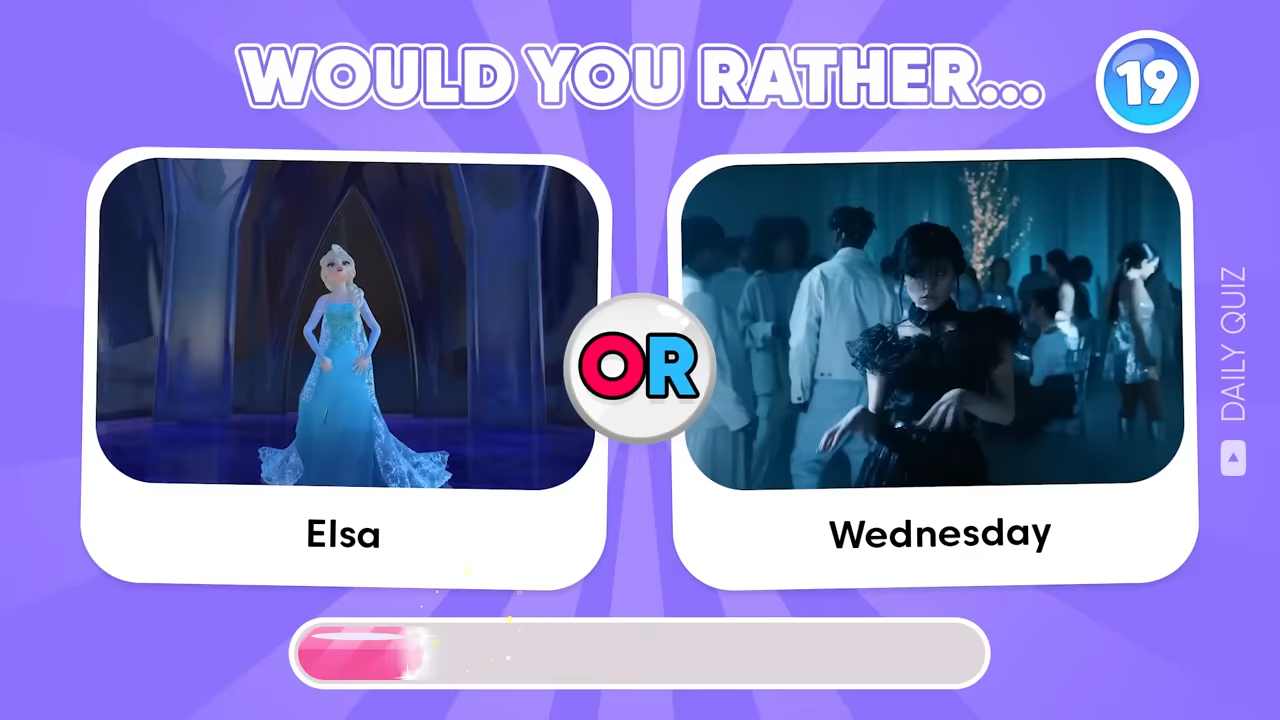 WOULD YOU RATHER...
19
OR
Elsa
Wednesday
DAILY QUIZ